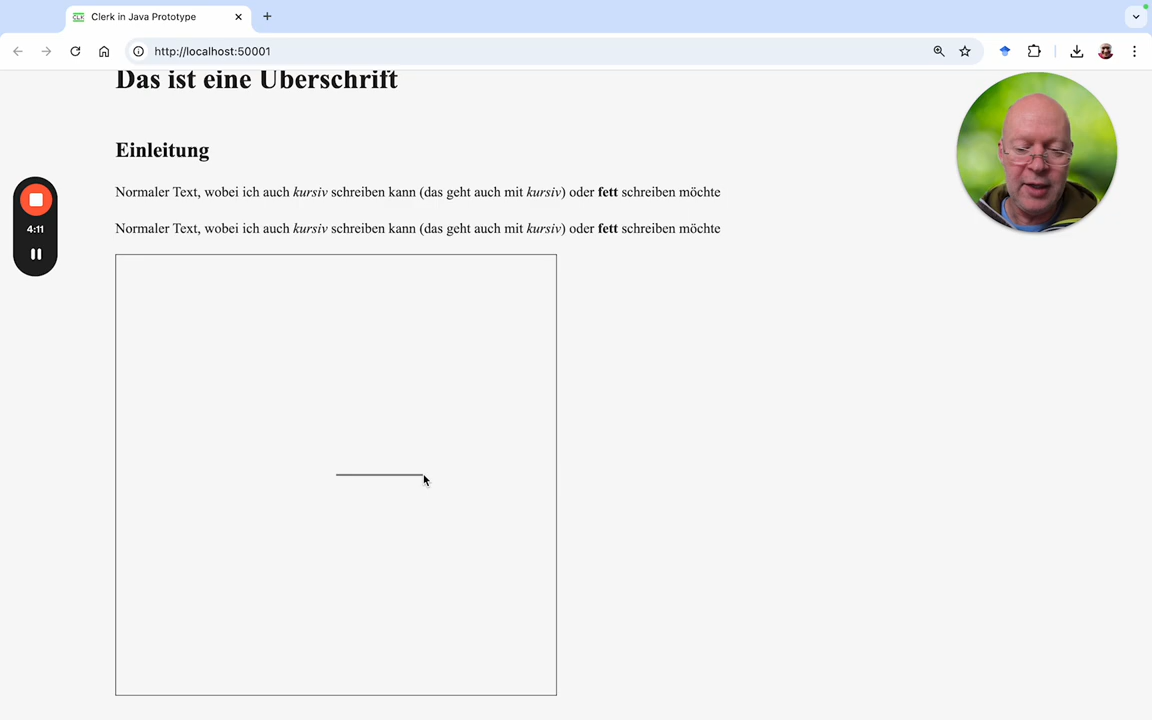 CLK Clerk in Java Prototype
http://localhost:50001
Das ist eine Überschrift
Einleitung
Normaler Text, wobei ich auch kursiv schreiben kann (das geht auch mit kursiv) oder fett schreiben möchte
Normaler Text, wobei ich auch kursiv schreiben kann (das geht auch mit kursiv) oder fett schreiben möchte
4:11